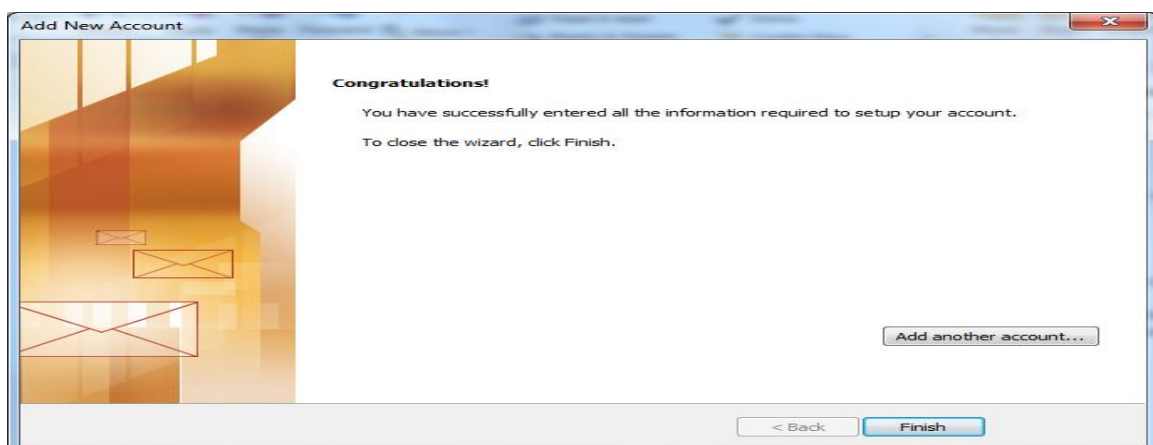 Add New Account
Congratulations!
You have successfully entered all the information required to setup your account.
To close the wizard, click Finish.
Add another account...
< Back
Finish